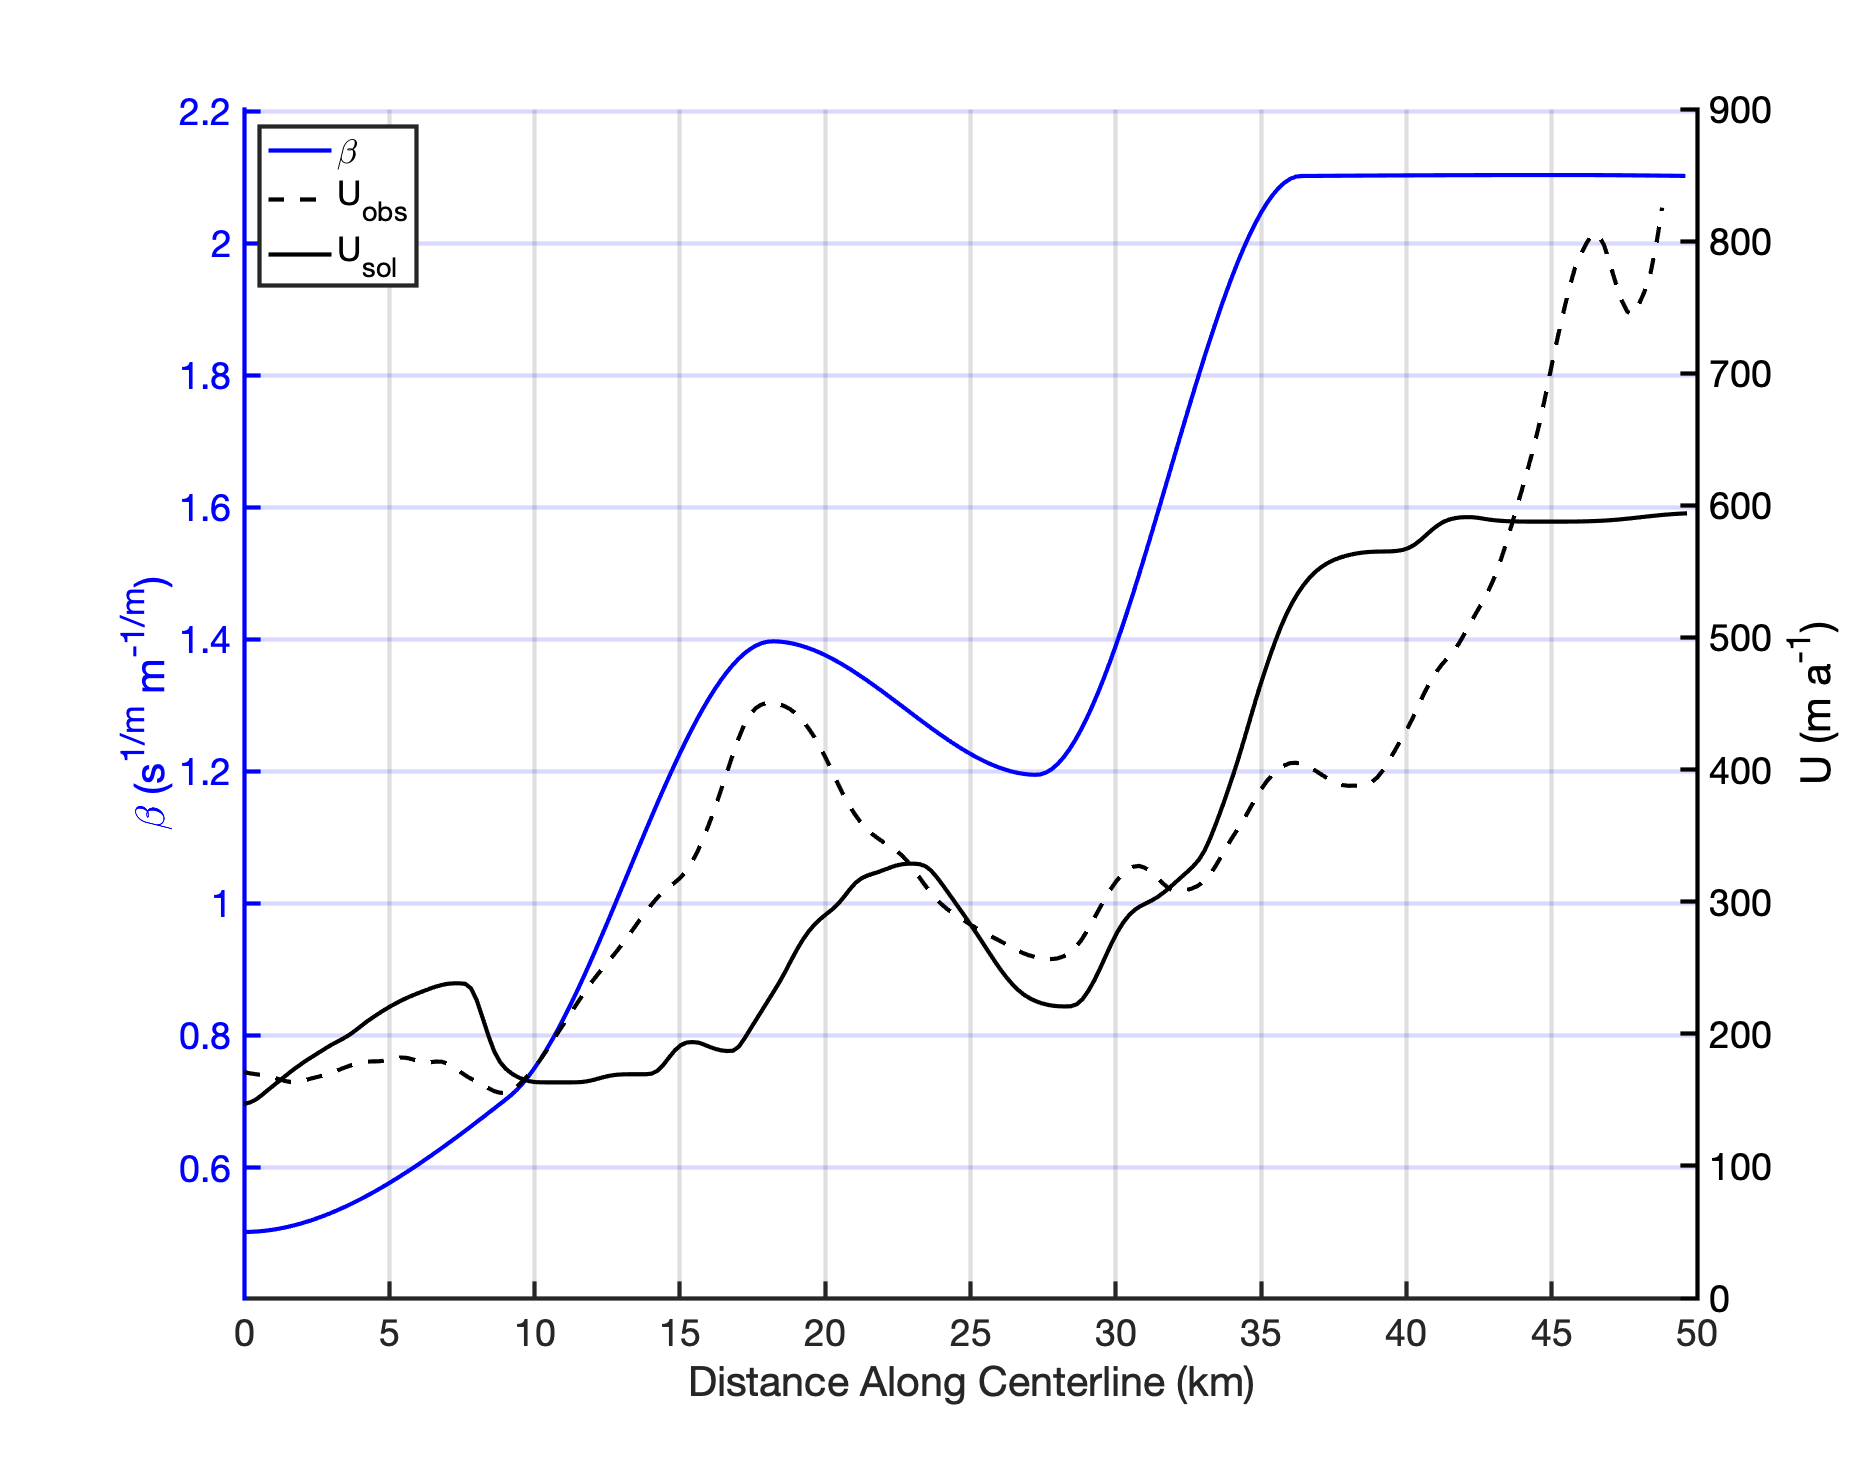 2.2
2
1.8
1.6
1.4
1.2
1
0.8
0.6
β (s^1/m m^-1/m)
β
U_obs
U_sol
900
800
700
600
500
400
300
200
100
0
U (m a^-1)
0 5 10 15 20 25 30 35 40 45 50
Distance Along Centerline (km)